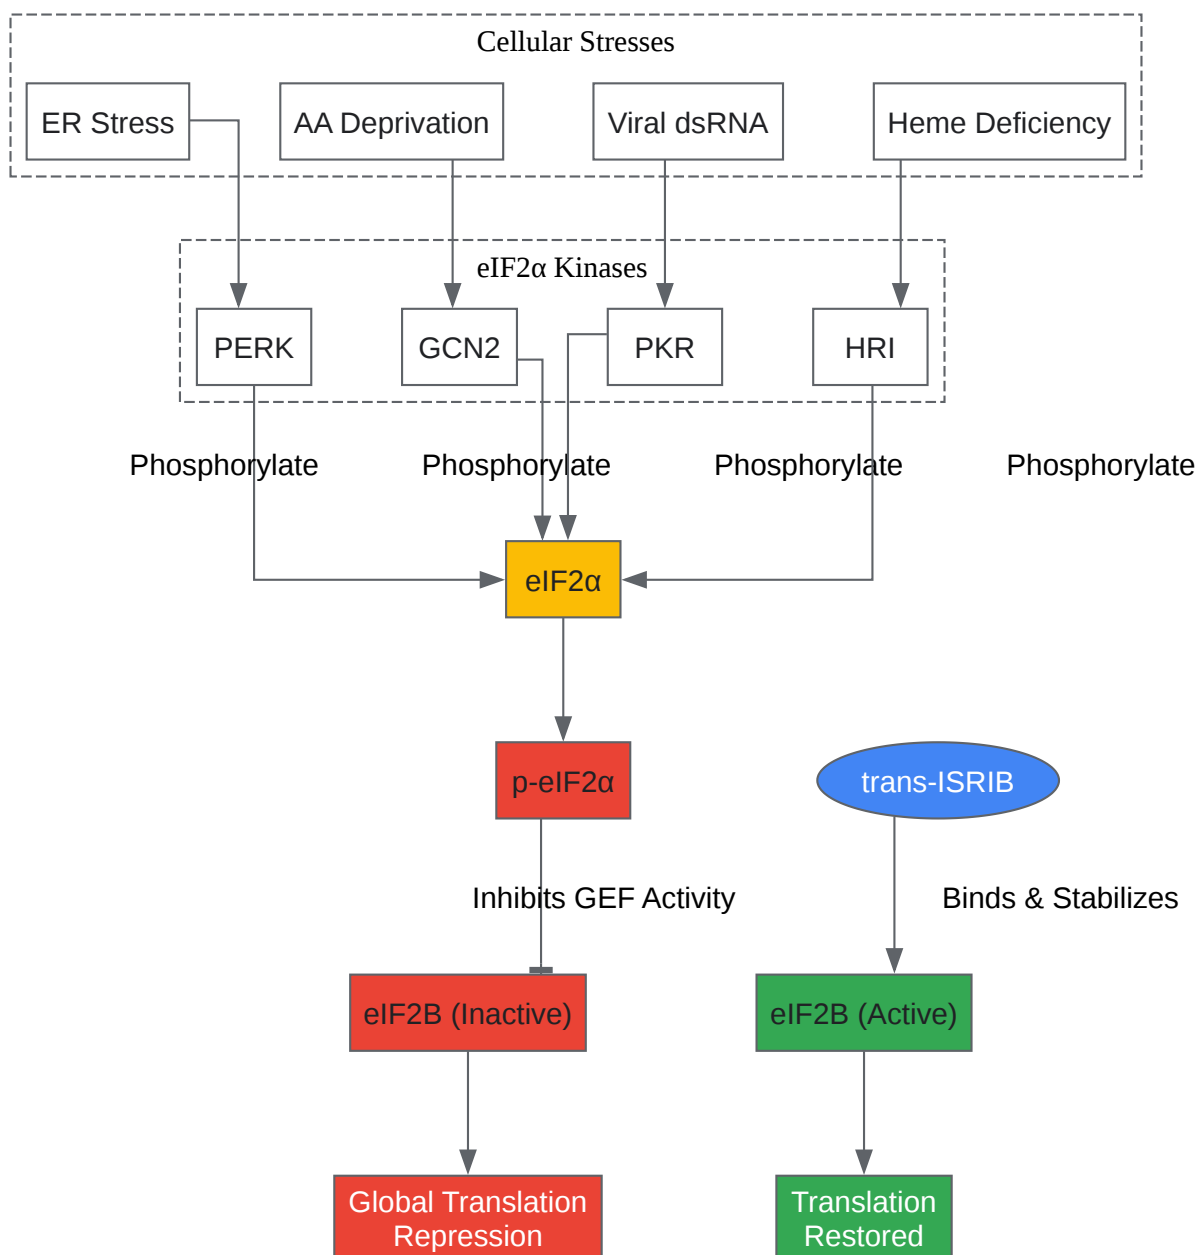 Cellular Stresses
ER Stress
AA Deprivation
Viral dsRNA
Heme Deficiency
eIF2α Kinases
PERK
GCN2
PKR
HRI
Phosphorylate
Phosphorylate
Phosphorylate
Phosphorylate
eIF2α
p-eIF2α
trans-ISRIB
Inhibits GEF Activity
Binds & Stabilizes
eIF2B (Inactive)
eIF2B (Active)
Global Translation
Repression
Translation
Restored